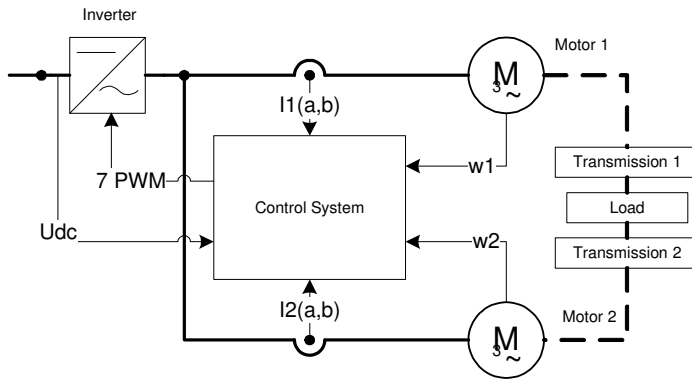 Inverter
Motor 1
M
3
~
I1(a,b)
w1
7 PWM
Transmission 1
Control System
Load
Udc
w2
Transmission 2
I2(a,b)
Motor 2
M
3
~